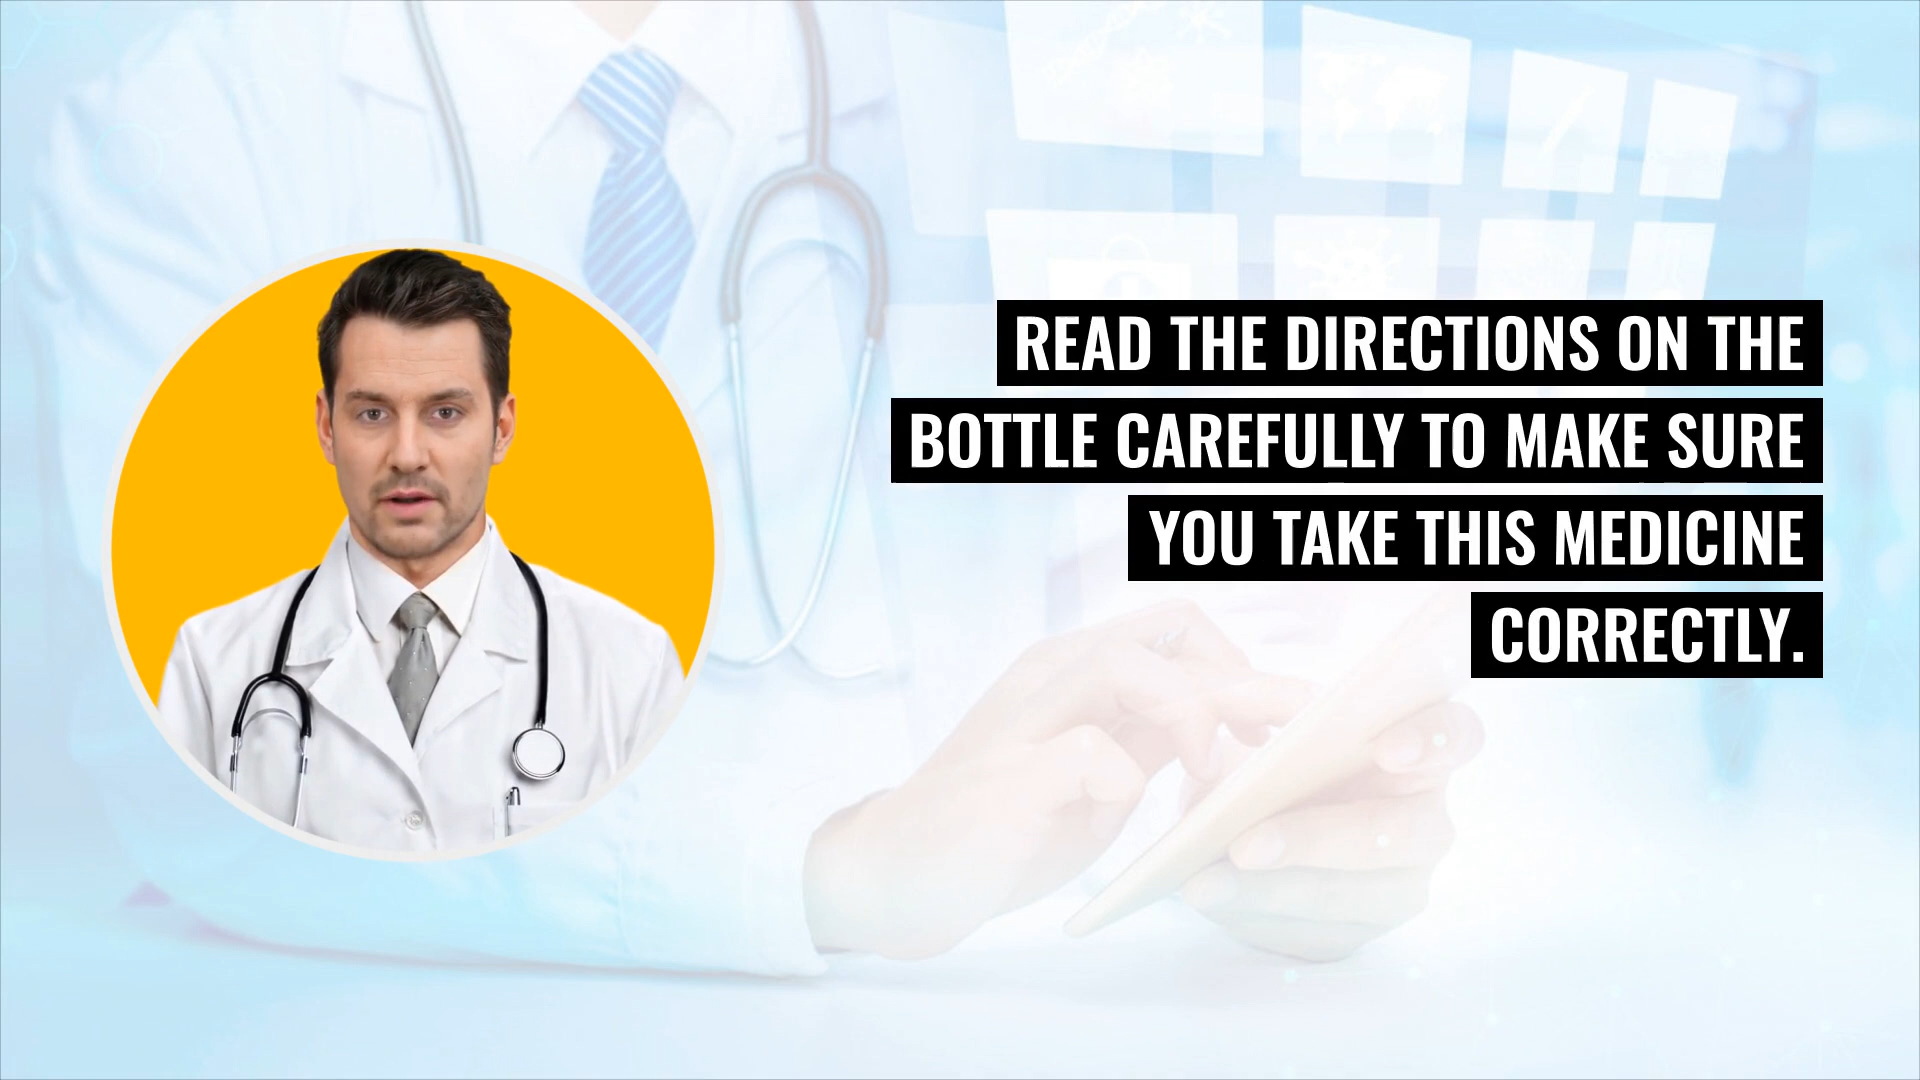 READ THE DIRECTIONS ON THE
BOTTLE CAREFULLY TO MAKE SURE
YOU TAKE THIS MEDICINE
CORRECTLY.